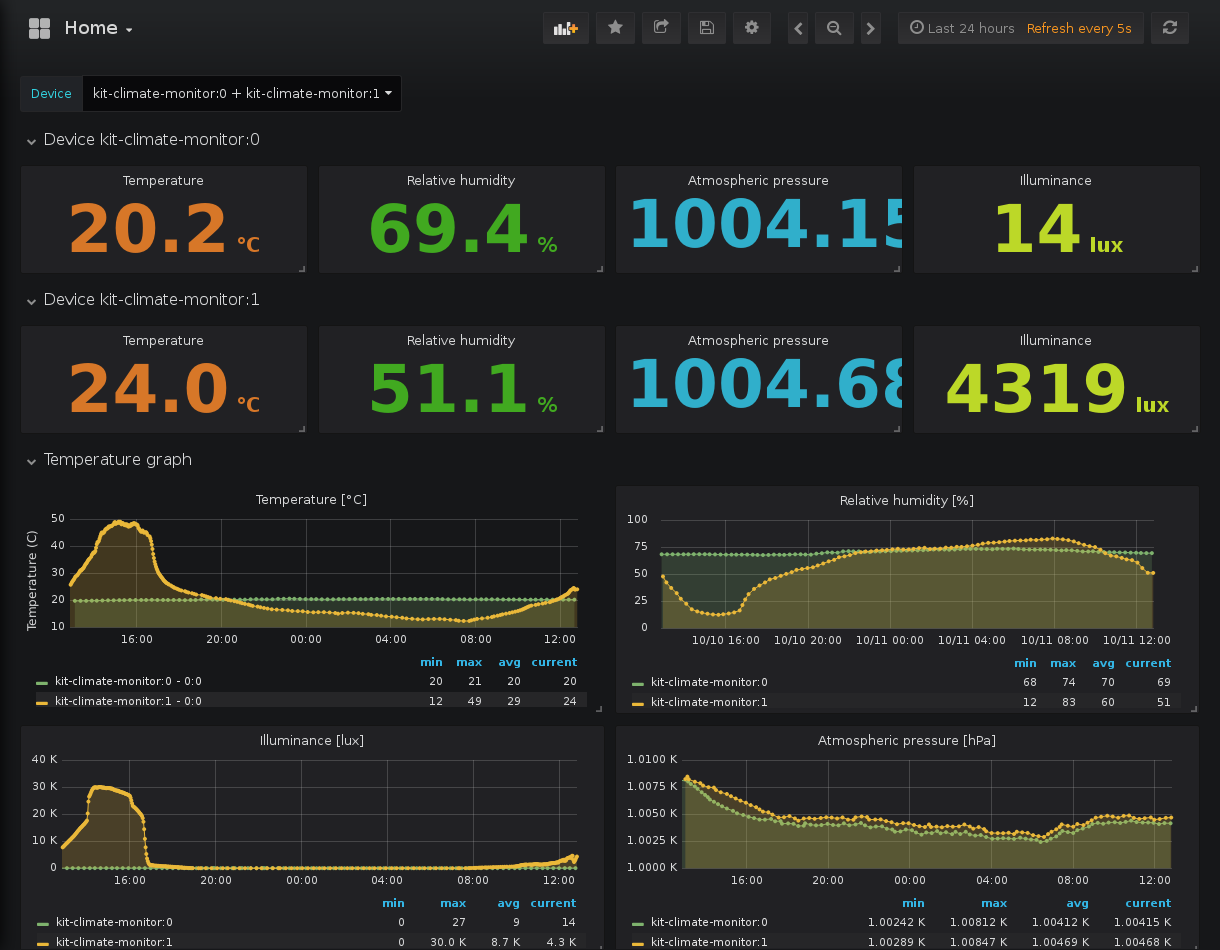 Home
Last 24 hours Refresh every 5s
Device kit-climate-monitor:0 + kit-climate-monitor:1
Device kit-climate-monitor:0
Temperature Relative humidity Atmospheric pressure Illuminance
20.2 °C 69.4 % 1004.15 14 lux
Device kit-climate-monitor:1
Temperature Relative humidity Atmospheric pressure Illuminance
24.0 °C 51.1 % 1004.68 4319 lux
Temperature graph
Temperature [°C]
Temperature (C)
50
40
30
20
10
16:00 20:00 00:00 04:00 08:00 12:00
min max avg current
kit-climate-monitor:0 - 0:0 20 21 20 20
kit-climate-monitor:1 - 0:0 12 49 29 24
Relative humidity [%]
100
75
50
25
0
10/10 16:00 10/10 20:00 10/11 00:00 10/11 04:00 10/11 08:00 10/11 12:00
min max avg current
kit-climate-monitor:0 68 74 70 69
kit-climate-monitor:1 12 83 60 51
Illuminance [lux]
40 K
30 K
20 K
10 K
0
16:00 20:00 00:00 04:00 08:00 12:00
min max avg current
kit-climate-monitor:0 0 27 9 14
kit-climate-monitor:1 0 30.0 K 8.7 K 4.3 K
Atmospheric pressure [hPa]
1.0100 K
1.0075 K
1.0050 K
1.0025 K
1.0000 K
16:00 20:00 00:00 04:00 08:00 12:00
min max avg current
kit-climate-monitor:0 1.00242 K 1.00812 K 1.00412 K 1.00415 K
kit-climate-monitor:1 1.00289 K 1.00847 K 1.00469 K 1.00468 K